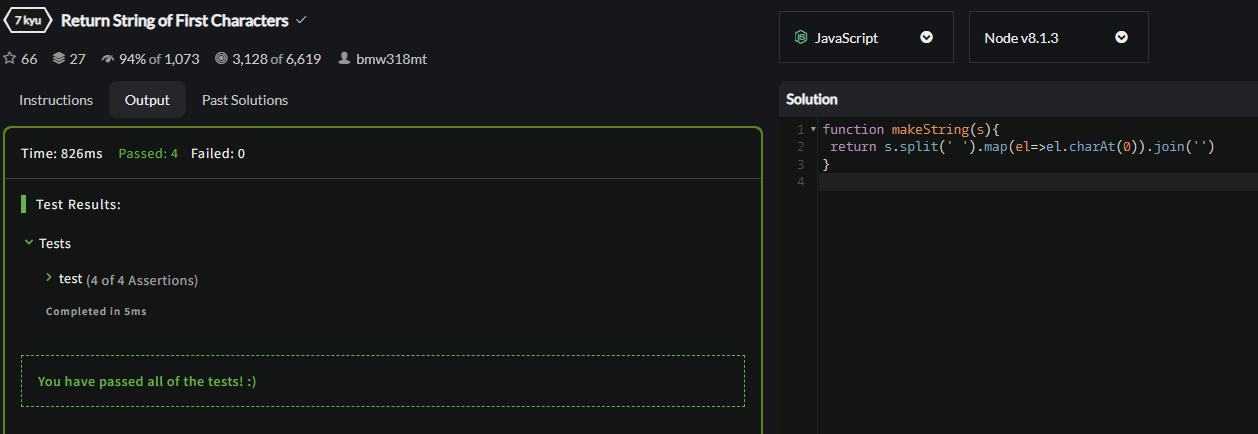 7 kyu Return String of First Characters
66 27 94% of 1,073 3,128 of 6,619 bmw318mt
Instructions Output Past Solutions
Time: 826ms Passed: 4 Failed: 0
Test Results:
Tests
test (4 of 4 Assertions)
Completed in 5ms
You have passed all of the tests! :)
JavaScript Node v8.1.3
Solution
1 function makeString(s){
2 return s.split(' ').map(el=>el.charAt(0)).join('')
3 }
4